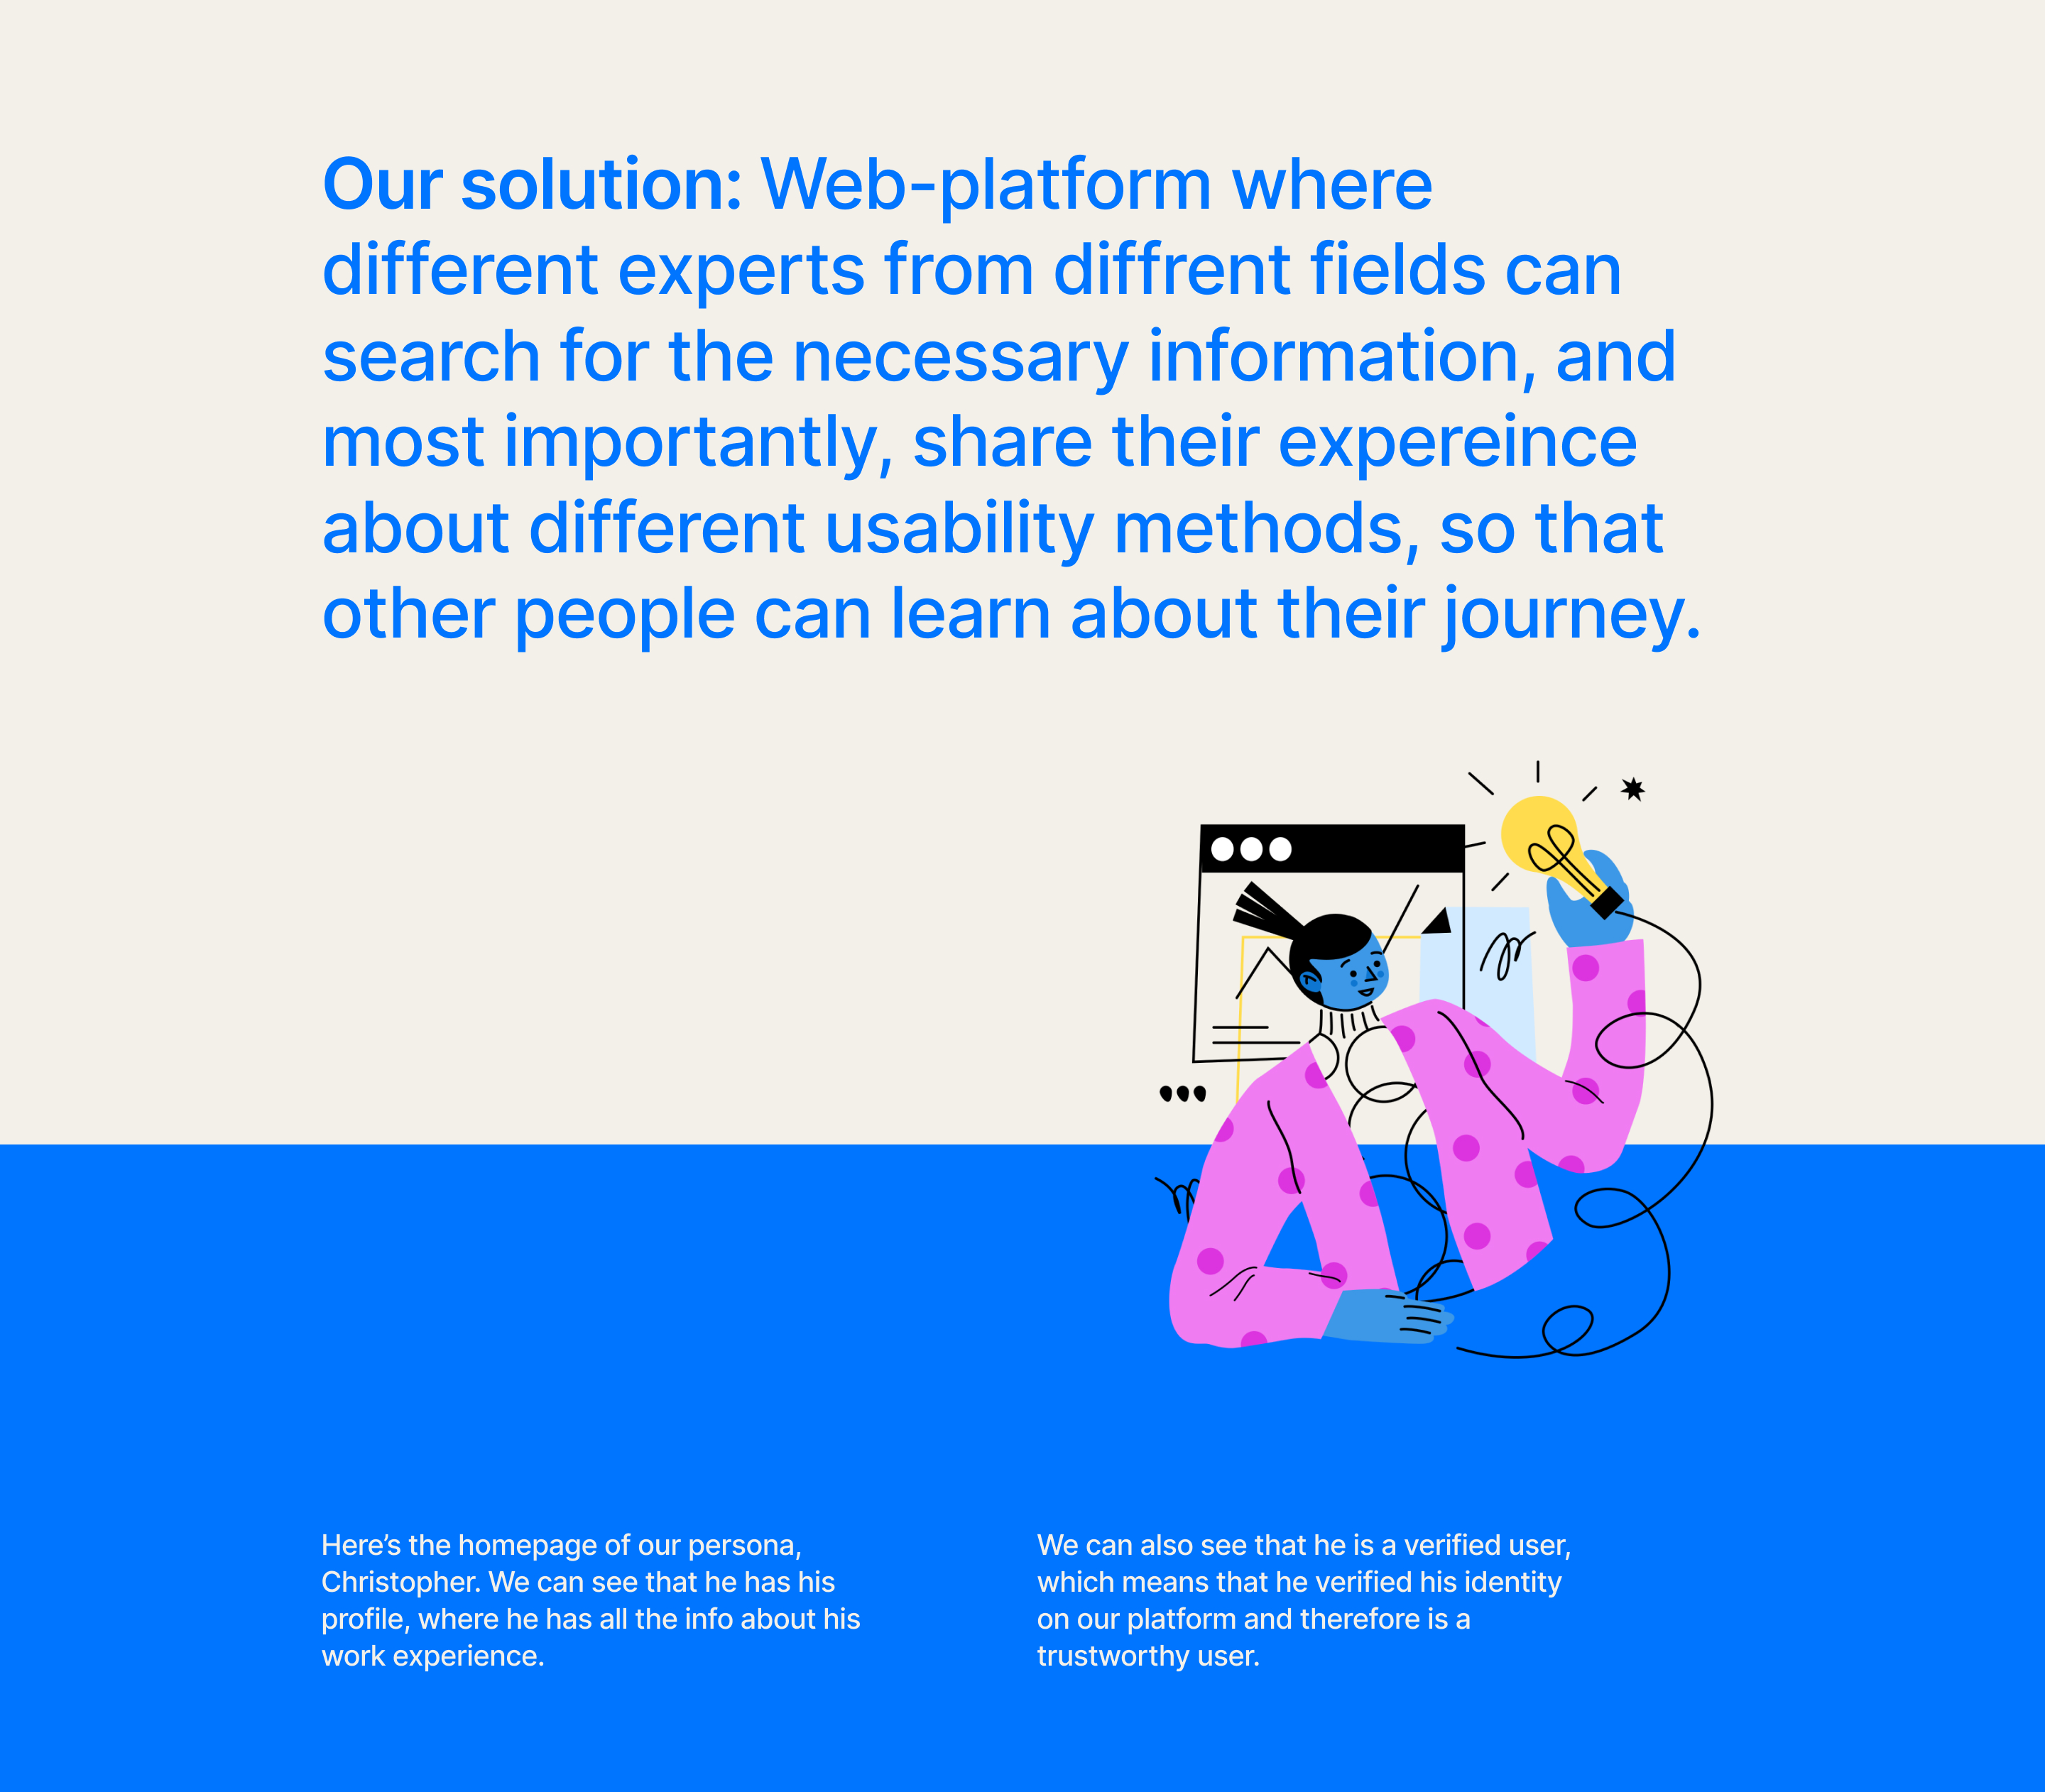 Our solution: Web-platform where
different experts from diffrent fields can
search for the necessary information, and
most importantly, share their expereince
about different usability methods, so that
other people can learn about their journey.
Here’s the homepage of our persona,
Christopher. We can see that he has his
profile, where he has all the info about his
work experience.
We can also see that he is a verified user,
which means that he verified his identity
on our platform and therefore is a
trustworthy user.